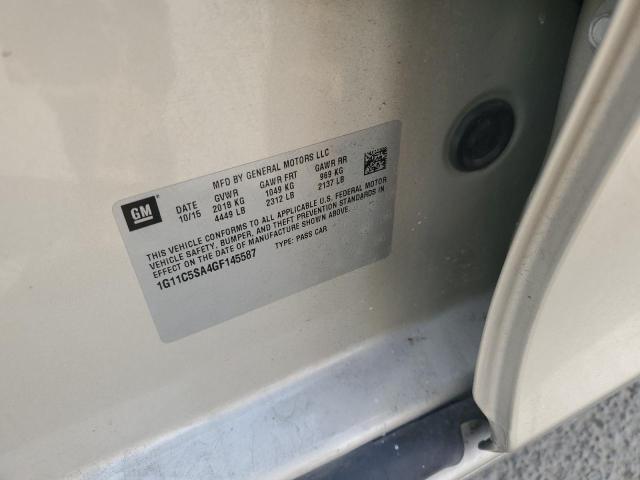 MFD BY GENERAL MOTORS LLC
GM
DATE GVWR GAWR FRT GAWR RR
10/15 2018 KG 1049 KG 969 KG
4449 LB 2312 LB 2137 LB
THIS VEHICLE CONFORMS TO ALL APPLICABLE U.S. FEDERAL MOTOR
VEHICLE SAFETY, BUMPER, AND THEFT PREVENTION STANDARDS IN
EFFECT ON THE DATE OF MANUFACTURE SHOWN ABOVE.
1G11C5SA4GF145587 TYPE: PASS CAR